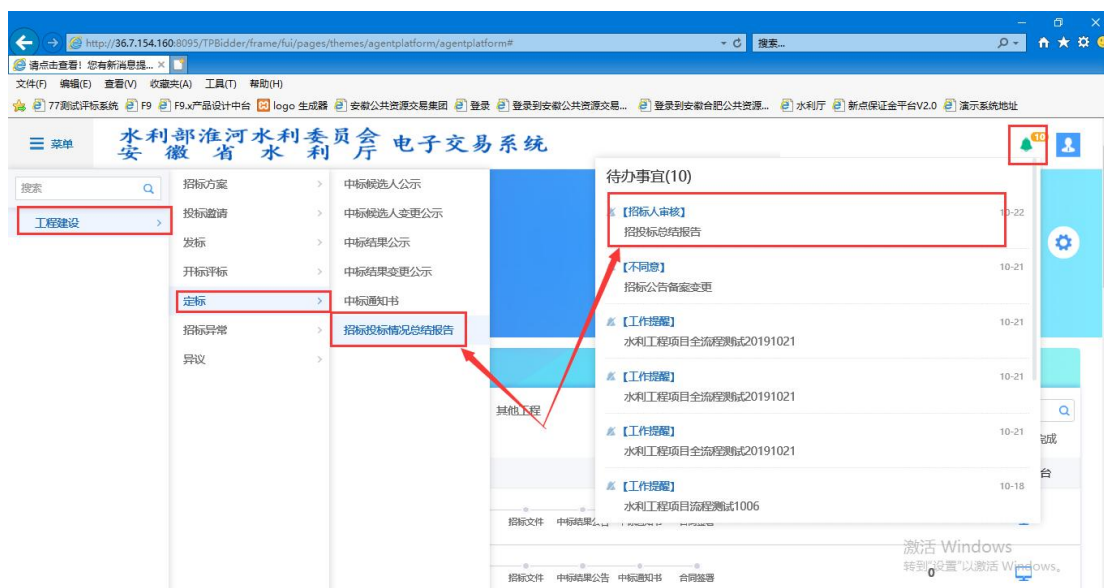 http://36.7.154.160:8095/TPBidder/frame/fui/pages/themes/agentplatform/agentplatform#
搜索...
请点击查看！您有新消息提... ×
文件(F) 编辑(E) 查看(V) 收藏夹(A) 工具(T) 帮助(H)
77测试评标系统 F9 F9.x产品设计中台 logo 生成器 安徽公共资源交易集团 登录 登录到安徽公共资源交易... 登录到安徽合肥公共资源... 水利厅 新点保证金平台V2.0 演示系统地址
菜单
水利部淮河水利委员会
安徽省水利厅
电子交易系统
10
搜索
工程建设
招标方案
投标邀请
发标
开标评标
定标
招标异常
异议
中标候选人公示
中标候选人变更公示
中标结果公示
中标结果变更公示
中标通知书
招标投标情况总结报告
待办事宜(10)
【招标人审核】 10-22
招投标总结报告
【不同意】 10-21
招标公告备案变更
【工作提醒】 10-21
水利工程项目全流程测试20191021
【工作提醒】 10-21
水利工程项目全流程测试20191021
【工作提醒】 10-21
水利工程项目全流程测试20191021
【工作提醒】 10-18
水利工程项目流程测试1006
其他工程
完成
台
招标文件 中标结果公告 中标通知书 合同签署
招标文件 中标结果公告 中标通知书 合同签署
0
激活 Windows
转到"设置"以激活 Windows。